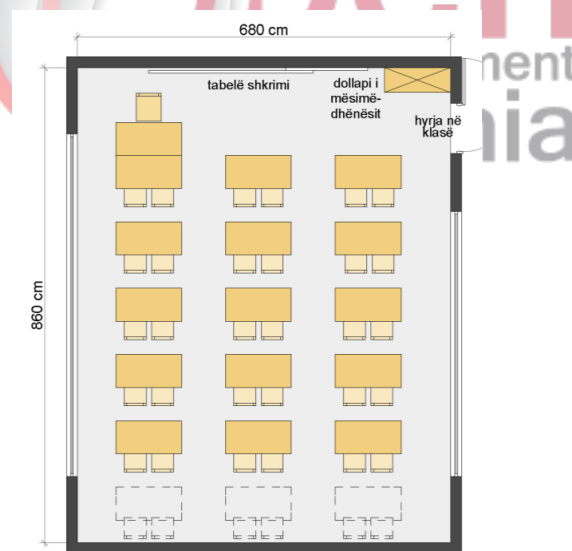 680 cm
tabelë shkrimi
dollapi i
mësimë-
dhënësit
hyrja në
klasë
860 cm